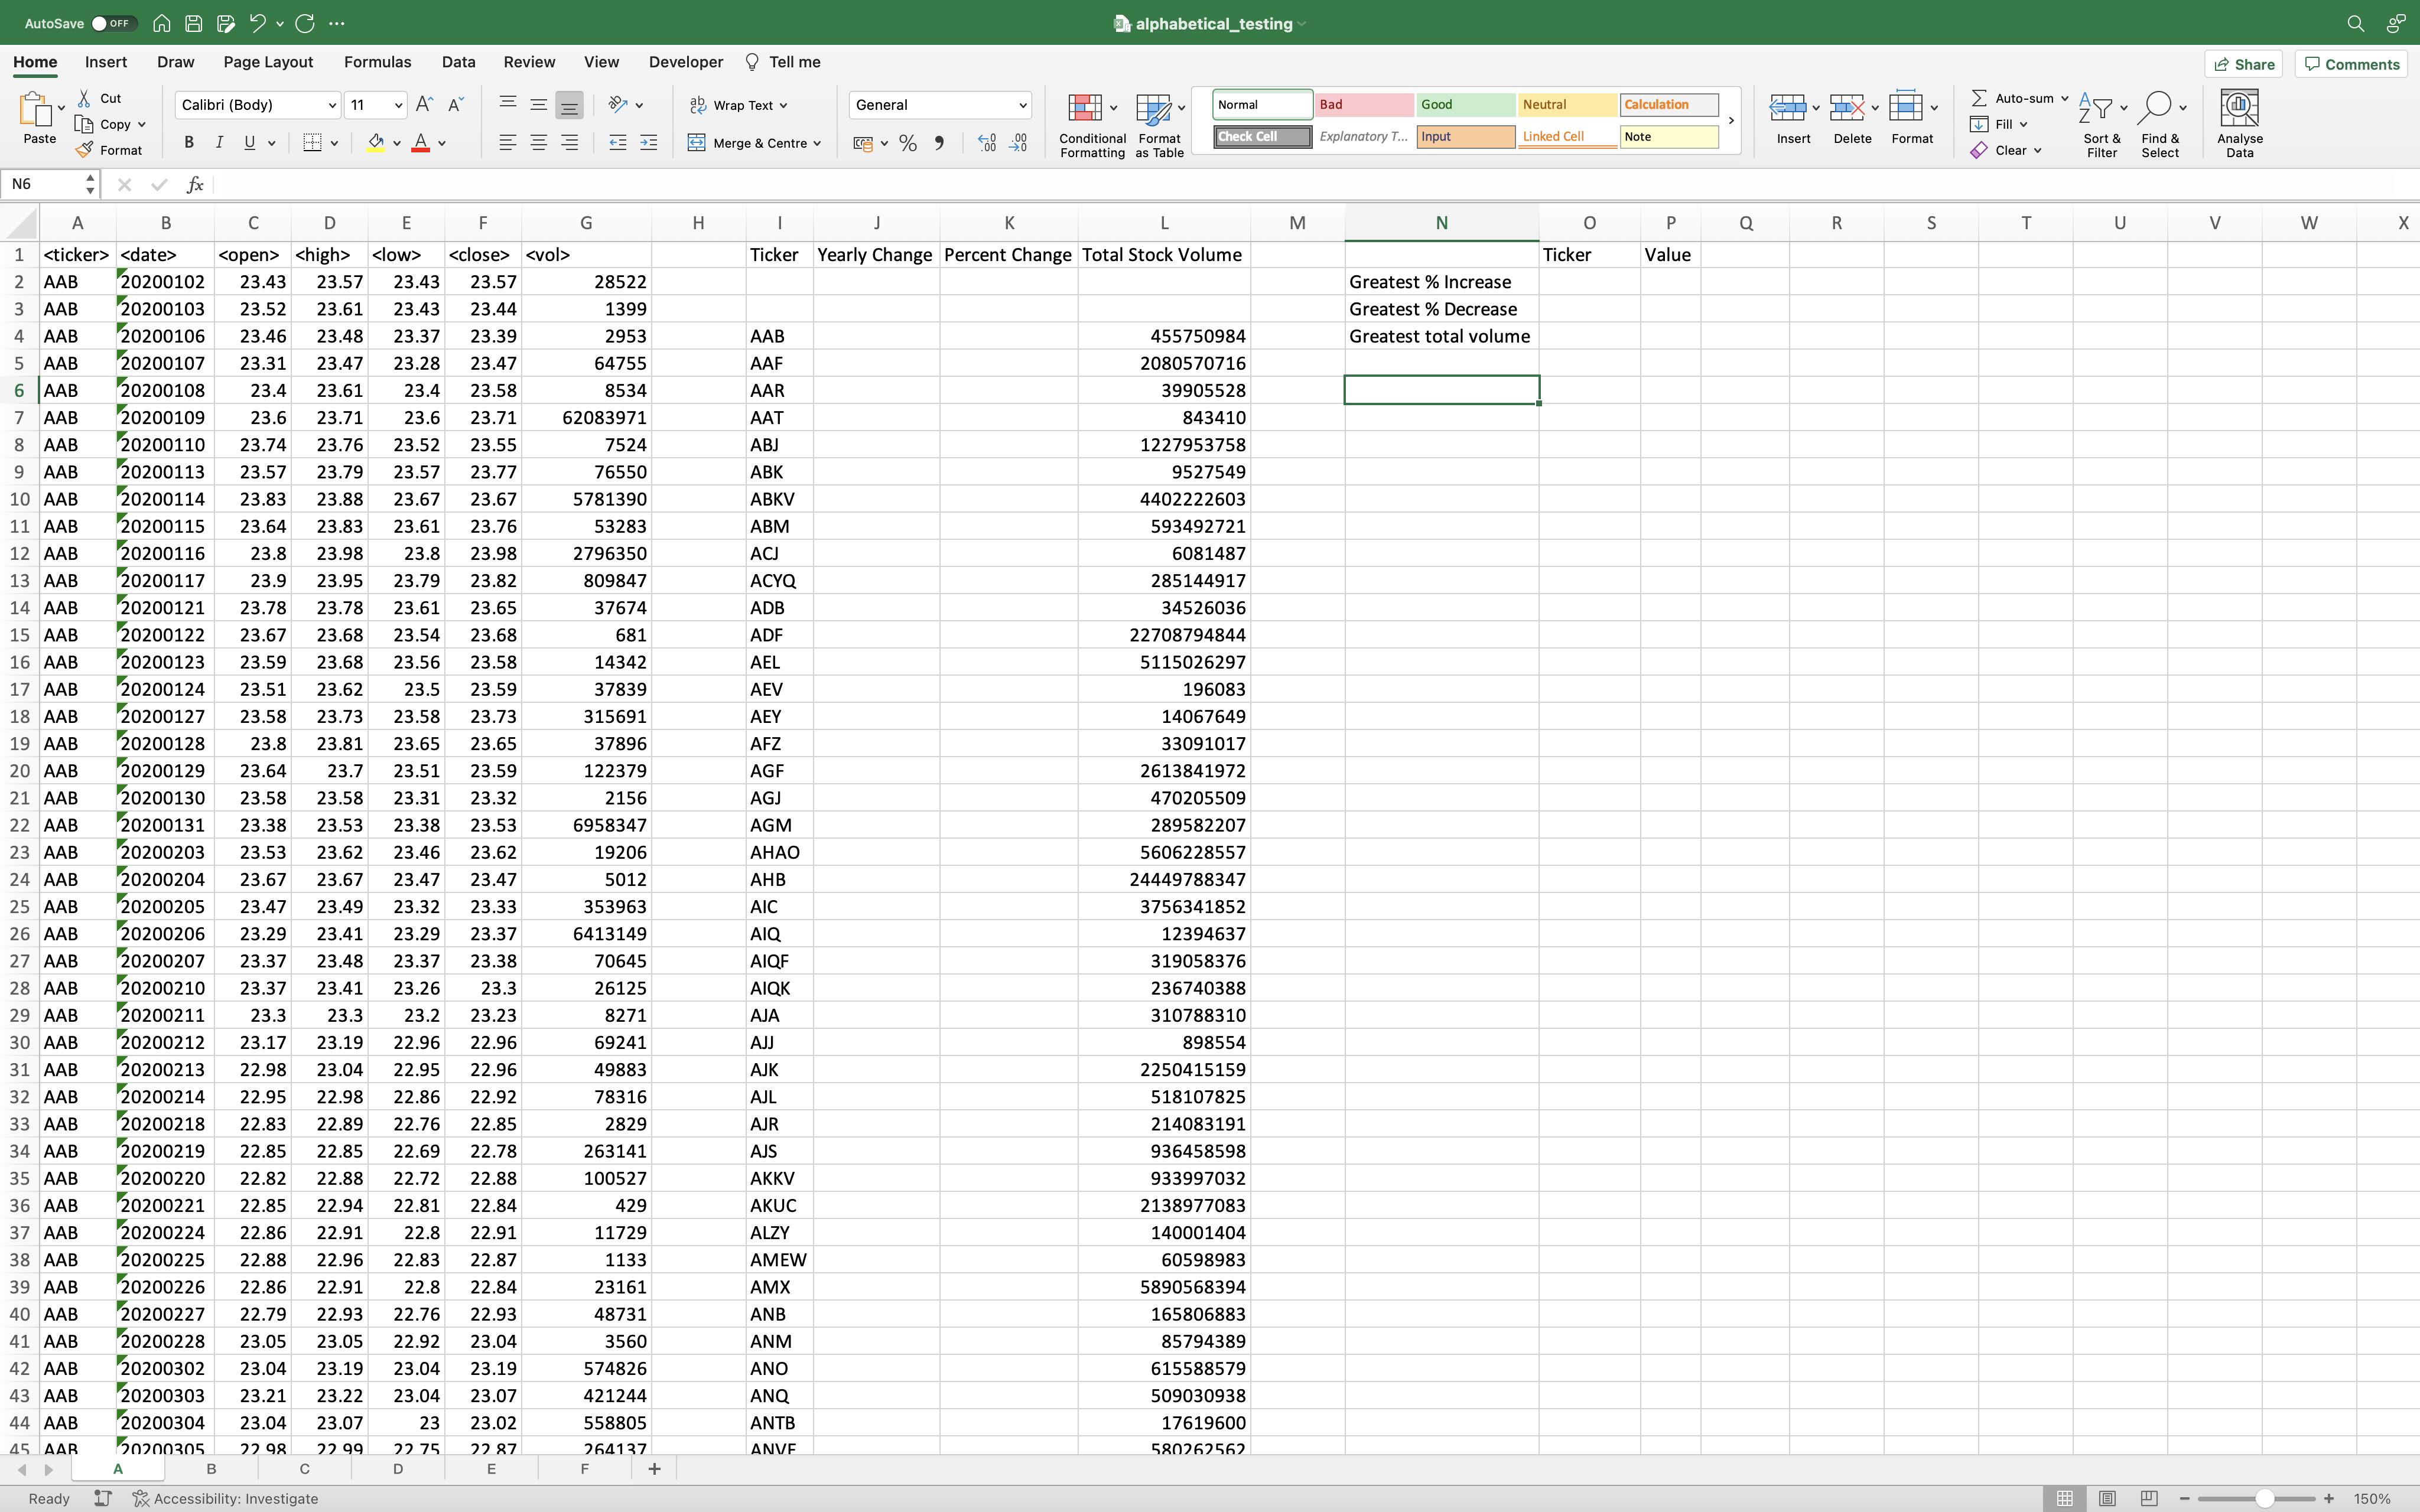 AutoSave OFF alphabetical_testing
Home Insert Draw Page Layout Formulas Data Review View Developer Tell me Share Comments
Paste Cut Copy Format
Calibri (Body) 11
B I U A
Wrap Text
Merge & Centre
General
%
Conditional Formatting Format as Table
Normal Bad Good Neutral Calculation
Check Cell Explanatory T... Input Linked Cell Note
Insert Delete Format
Auto-sum
Fill
Clear
Sort & Filter Find & Select Analyse Data
N6 fx
A B C D E F G H I J K L M N O P Q R S T U V W X
1 <ticker> <date> <open> <high> <low> <close> <vol> Ticker Yearly Change Percent Change Total Stock Volume Ticker Value
2 AAB 20200102 23.43 23.57 23.43 23.57 28522 Greatest % Increase
3 AAB 20200103 23.52 23.61 23.43 23.44 1399 Greatest % Decrease
4 AAB 20200106 23.46 23.48 23.37 23.39 2953 AAB 455750984 Greatest total volume
5 AAB 20200107 23.31 23.47 23.28 23.47 64755 AAF 2080570716
6 AAB 20200108 23.4 23.61 23.4 23.58 8534 AAR 39905528
7 AAB 20200109 23.6 23.71 23.6 23.71 62083971 AAT 843410
8 AAB 20200110 23.74 23.76 23.52 23.55 7524 ABJ 1227953758
9 AAB 20200113 23.57 23.79 23.57 23.77 76550 ABK 9527549
10 AAB 20200114 23.83 23.88 23.67 23.67 5781390 ABKV 4402222603
11 AAB 20200115 23.64 23.83 23.61 23.76 53283 ABM 593492721
12 AAB 20200116 23.8 23.98 23.8 23.98 2796350 ACJ 6081487
13 AAB 20200117 23.9 23.95 23.79 23.82 809847 ACYQ 285144917
14 AAB 20200121 23.78 23.78 23.61 23.65 37674 ADB 34526036
15 AAB 20200122 23.67 23.68 23.54 23.68 681 ADF 22708794844
16 AAB 20200123 23.59 23.68 23.56 23.58 14342 AEL 5115026297
17 AAB 20200124 23.51 23.62 23.5 23.59 37839 AEV 196083
18 AAB 20200127 23.58 23.73 23.58 23.73 315691 AEY 14067649
19 AAB 20200128 23.8 23.81 23.65 23.65 37896 AFZ 33091017
20 AAB 20200129 23.64 23.7 23.51 23.59 122379 AGF 2613841972
21 AAB 20200130 23.58 23.58 23.31 23.32 2156 AGJ 470205509
22 AAB 20200131 23.38 23.53 23.38 23.53 6958347 AGM 289582207
23 AAB 20200203 23.53 23.62 23.46 23.62 19206 AHAO 5606228557
24 AAB 20200204 23.67 23.67 23.47 23.47 5012 AHB 24449788347
25 AAB 20200205 23.47 23.49 23.32 23.33 353963 AIC 3756341852
26 AAB 20200206 23.29 23.41 23.29 23.37 6413149 AIQ 12394637
27 AAB 20200207 23.37 23.48 23.37 23.38 70645 AIQF 319058376
28 AAB 20200210 23.37 23.41 23.26 23.3 26125 AIQK 236740388
29 AAB 20200211 23.3 23.3 23.2 23.23 8271 AJA 310788310
30 AAB 20200212 23.17 23.19 22.96 22.96 69241 AJJ 898554
31 AAB 20200213 22.98 23.04 22.95 22.96 49883 AJK 2250415159
32 AAB 20200214 22.95 22.98 22.86 22.92 78316 AJL 518107825
33 AAB 20200218 22.83 22.89 22.76 22.85 2829 AJR 214083191
34 AAB 20200219 22.85 22.85 22.69 22.78 263141 AJS 936458598
35 AAB 20200220 22.82 22.88 22.72 22.88 100527 AKKV 933997032
36 AAB 20200221 22.85 22.94 22.81 22.84 429 AKUC 2138977083
37 AAB 20200224 22.86 22.91 22.8 22.91 11729 ALZY 140001404
38 AAB 20200225 22.88 22.96 22.83 22.87 1133 AMEW 60598983
39 AAB 20200226 22.86 22.91 22.8 22.84 23161 AMX 5890568394
40 AAB 20200227 22.79 22.93 22.76 22.93 48731 ANB 165806883
41 AAB 20200228 23.05 23.05 22.92 23.04 3560 ANM 85794389
42 AAB 20200302 23.04 23.19 23.04 23.19 574826 ANO 615588579
43 AAB 20200303 23.21 23.22 23.04 23.07 421244 ANQ 509030938
44 AAB 20200304 23.04 23.07 23 23.02 558805 ANTB 17619600
45 AAB 20200305 22.98 22.99 22.75 22.87 264137 ANVF 580262562
A B C D E F +
Ready Accessibility: Investigate 150%